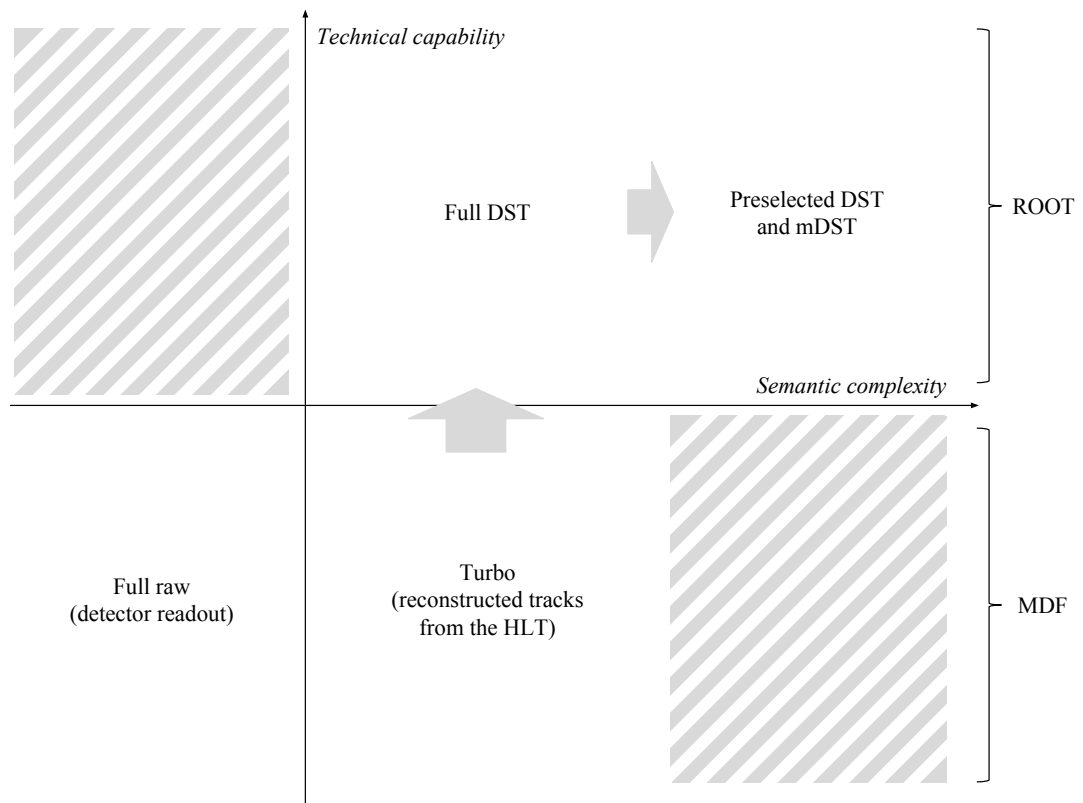 Technical capability
Full DST
Preselected DST
and mDST
ROOT
Semantic complexity
Full raw
(detector readout)
Turbo
(reconstructed tracks
from the HLT)
MDF